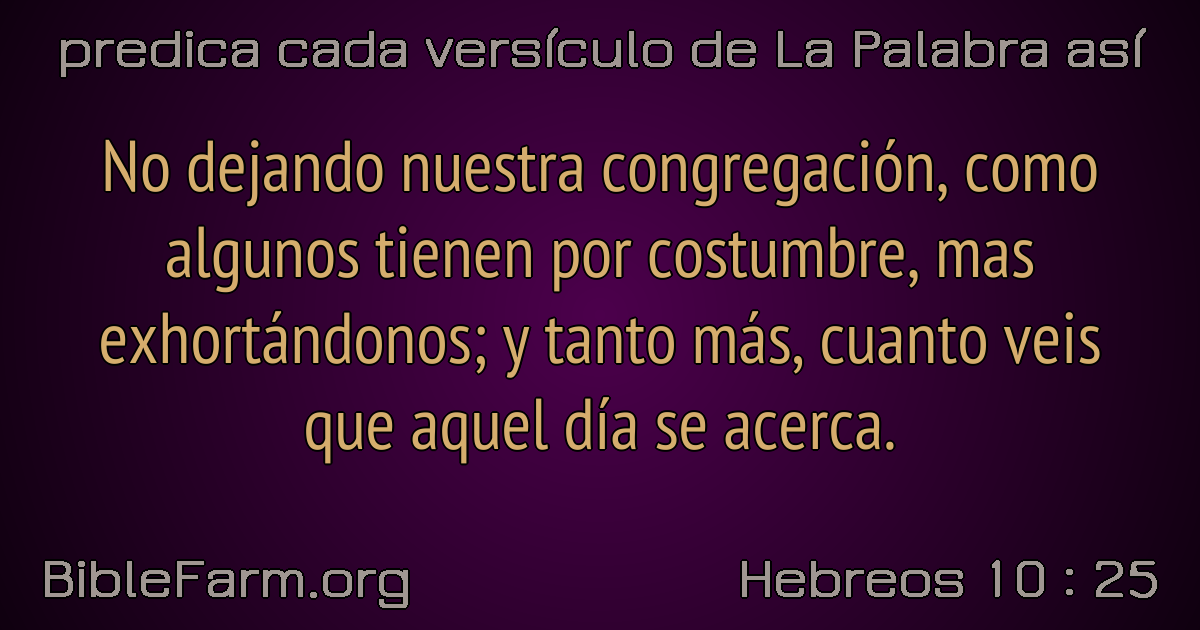 predica cada versículo de La Palabra así
No dejando nuestra congregación, como
algunos tienen por costumbre, mas
exhortándonos; y tanto más, cuanto veis
que aquel día se acerca.
BibleFarm.org
Hebreos 10 : 25